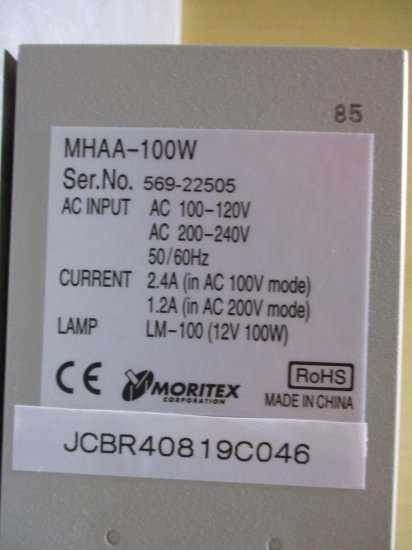 85
MHAA-100W
Ser.No. 569-22505
AC INPUT AC 100-120V
AC 200-240V
50/60Hz
CURRENT 2.4A (in AC 100V mode)
1.2A (in AC 200V mode)
LAMP LM-100 (12V 100W)
CE MORITEX RoHS
CORPORATION MADE IN CHINA
JCBR40819C046